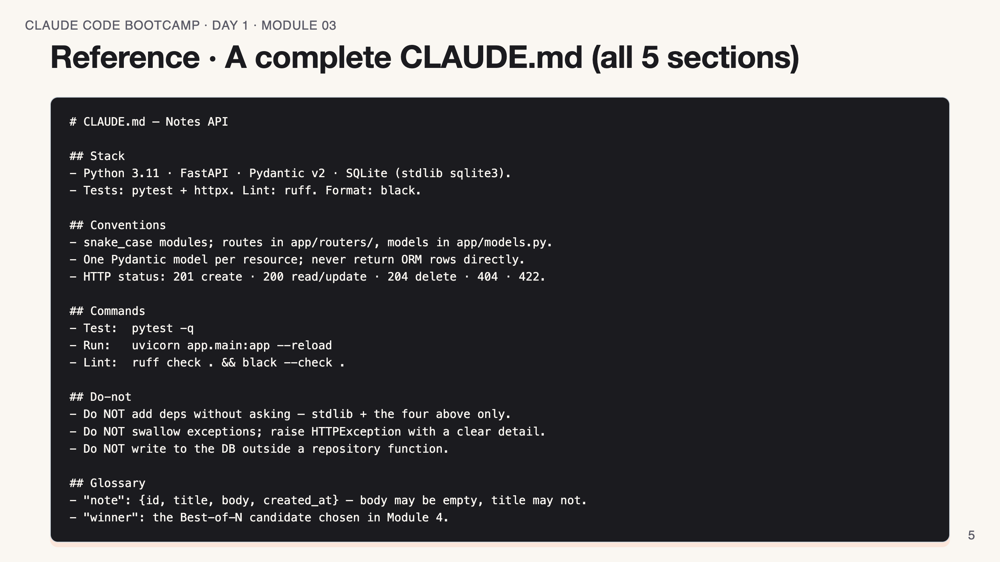 CLAUDE CODE BOOTCAMP · DAY 1 · MODULE 03
Reference · A complete CLAUDE.md (all 5 sections)
# CLAUDE.md — Notes API
## Stack
- Python 3.11 · FastAPI · Pydantic v2 · SQLite (stdlib sqlite3).
- Tests: pytest + httpx. Lint: ruff. Format: black.
## Conventions
- snake_case modules; routes in app/routers/, models in app/models.py.
- One Pydantic model per resource; never return ORM rows directly.
- HTTP status: 201 create · 200 read/update · 204 delete · 404 · 422.
## Commands
- Test:  pytest -q
- Run:   uvicorn app.main:app --reload
- Lint:  ruff check . && black --check .
## Do-not
- Do NOT add deps without asking — stdlib + the four above only.
- Do NOT swallow exceptions; raise HTTPException with a clear detail.
- Do NOT write to the DB outside a repository function.
## Glossary
- "note": {id, title, body, created_at} — body may be empty, title may not.
- "winner": the Best-of-N candidate chosen in Module 4.
5